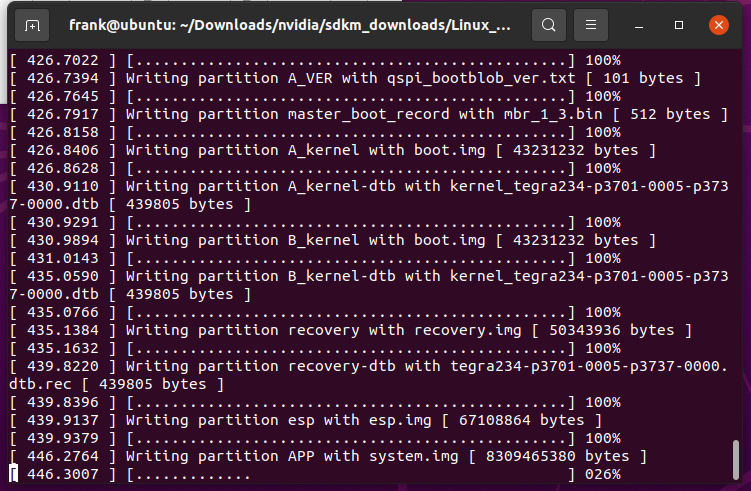 frank@ubuntu: ~/Downloads/nvidia/sdkm_downloads/Linux_...
[ 426.7022 ] [................................................] 100%
[ 426.7394 ] Writing partition A_VER with qspi_bootblob_ver.txt [ 101 bytes ]
[ 426.7645 ] [................................................] 100%
[ 426.7917 ] Writing partition master_boot_record with mbr_1_3.bin [ 512 bytes ]
[ 426.8158 ] [................................................] 100%
[ 426.8406 ] Writing partition A_kernel with boot.img [ 43231232 bytes ]
[ 426.8628 ] [................................................] 100%
[ 430.9110 ] Writing partition A_kernel-dtb with kernel_tegra234-p3701-0005-p373
7-0000.dtb [ 439805 bytes ]
[ 430.9291 ] [................................................] 100%
[ 430.9894 ] Writing partition B_kernel with boot.img [ 43231232 bytes ]
[ 431.0143 ] [................................................] 100%
[ 435.0590 ] Writing partition B_kernel-dtb with kernel_tegra234-p3701-0005-p373
7-0000.dtb [ 439805 bytes ]
[ 435.0766 ] [................................................] 100%
[ 435.1384 ] Writing partition recovery with recovery.img [ 50343936 bytes ]
[ 435.1632 ] [................................................] 100%
[ 439.8220 ] Writing partition recovery-dtb with tegra234-p3701-0005-p3737-0000.
dtb.rec [ 439805 bytes ]
[ 439.8396 ] [................................................] 100%
[ 439.9137 ] Writing partition esp with esp.img [ 67108864 bytes ]
[ 439.9379 ] [................................................] 100%
[ 446.2764 ] Writing partition APP with system.img [ 8309465380 bytes ]
[ 446.3007 ] [.............                                   ] 026%